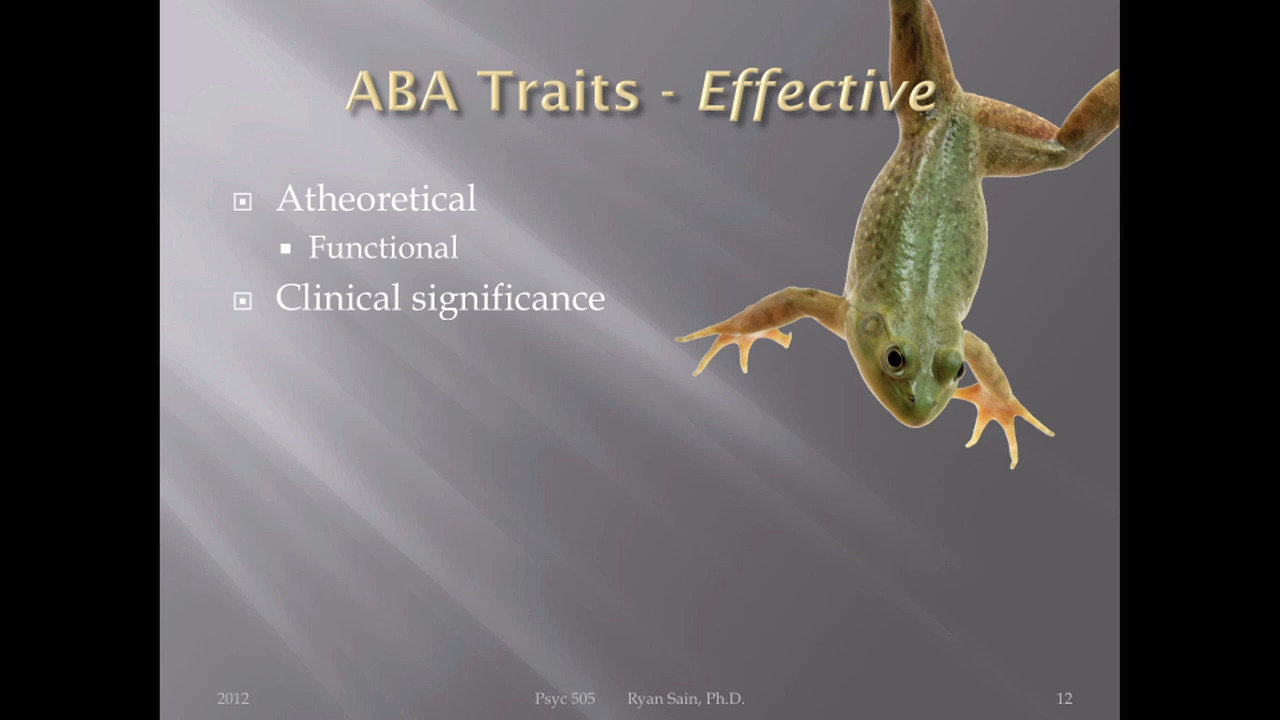 ABA Traits - Effective
Atheoretical
Functional
Clinical significance
2012 Psyc 505 Ryan Sain, Ph.D. 12